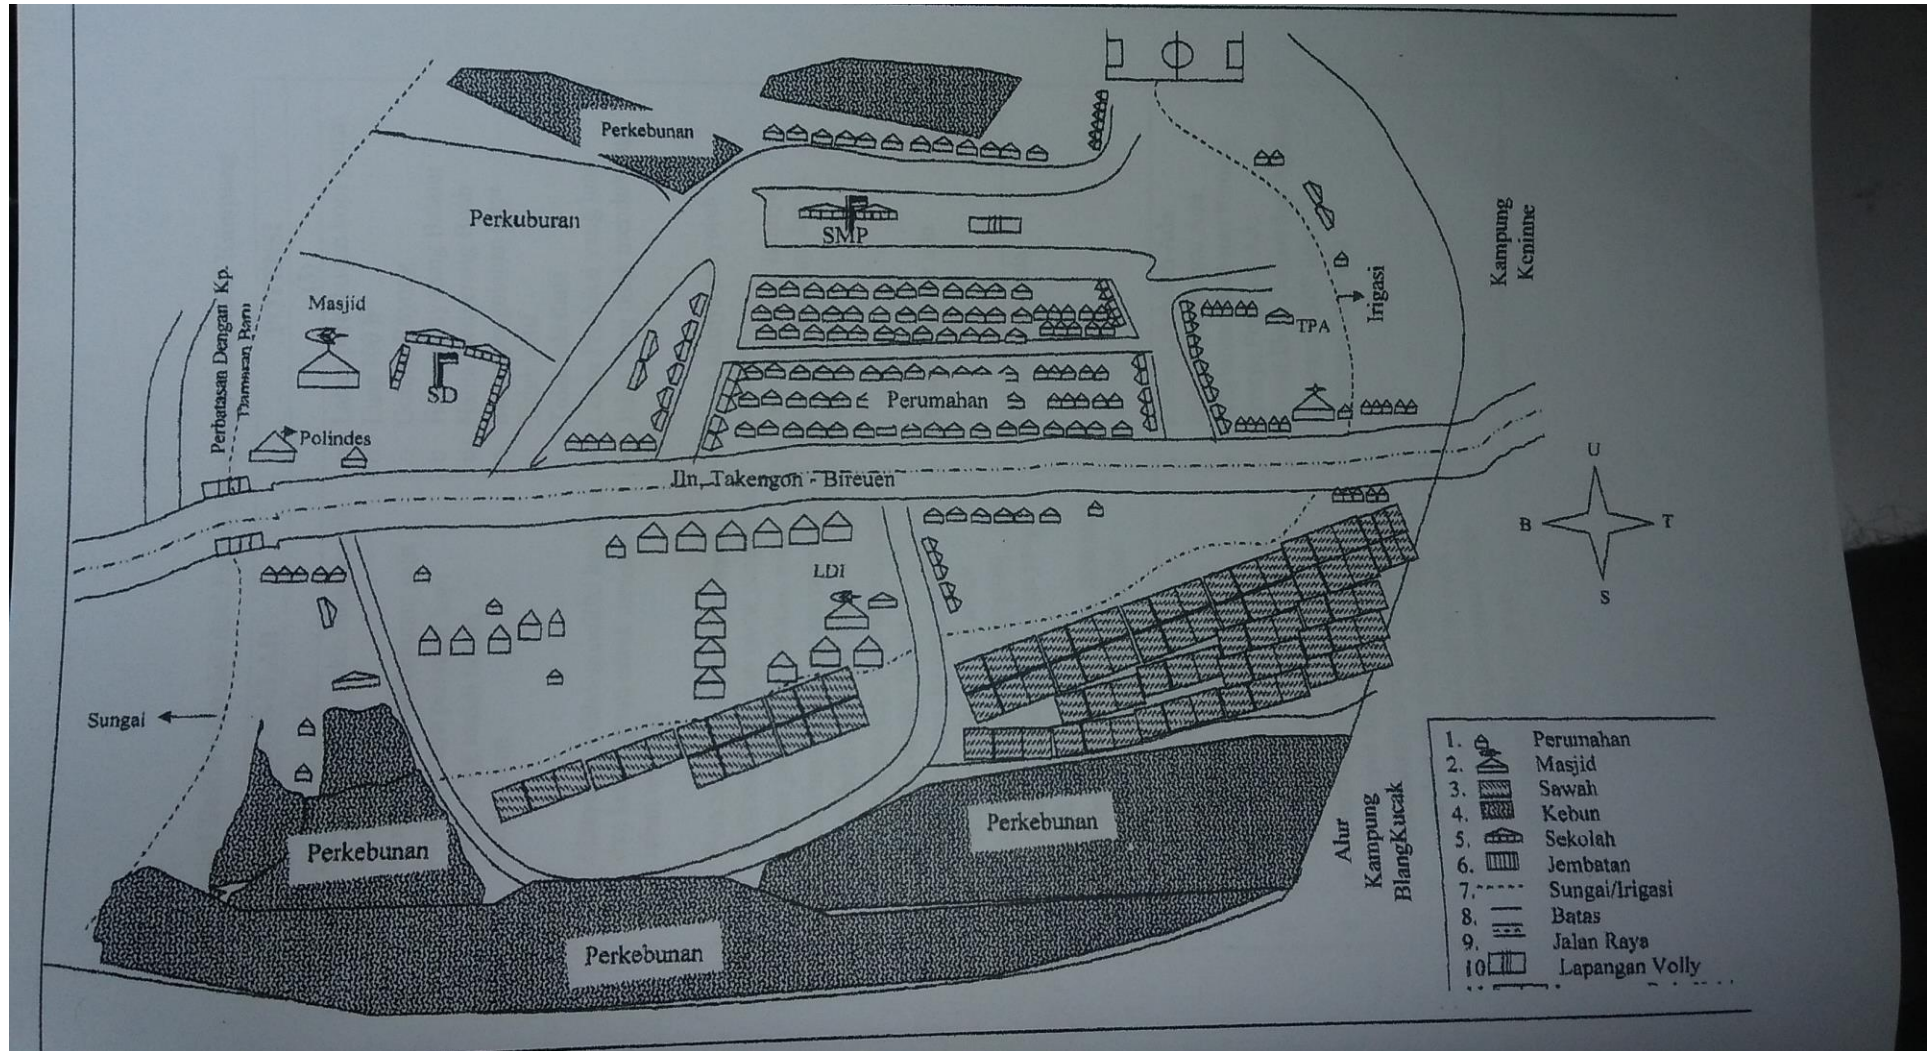 Perkebunan
Perkuburan
SMP
Kampung
Perbatasan Dengan Kp.
Masjid
Irigasi
TPA
SD
Perumahan
Polindes
Jln, Takengon - Bireuen
U
B
T
S
LDI
Sungai
Perkebunan
Perkebunan
Perkebunan
Alur
Kampung
BlangKucak
1. Perumahan
2. Masjid
3. Sawah
4. Kebun
5. Sekolah
6. Jembatan
7. Sungai/Irigasi
8. Batas
9. Jalan Raya
10 Lapangan Volly